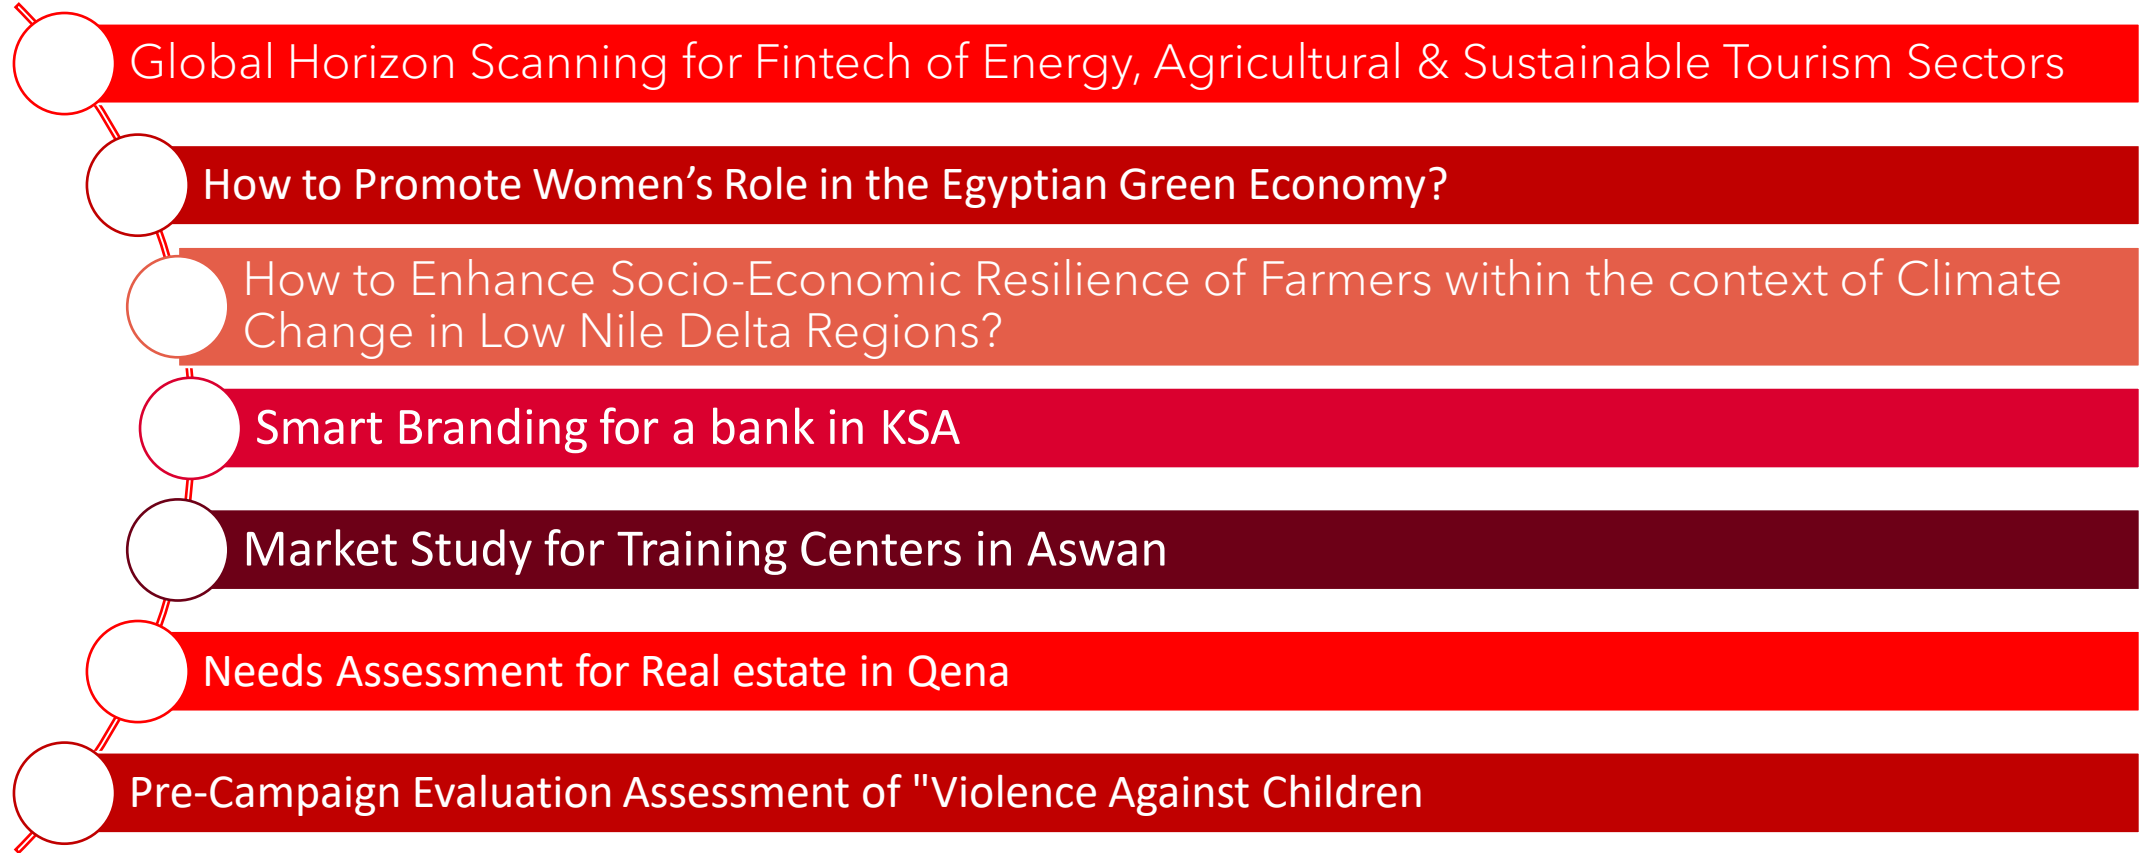 Global Horizon Scanning for Fintech of Energy, Agricultural & Sustainable Tourism Sectors
How to Promote Women’s Role in the Egyptian Green Economy?
How to Enhance Socio-Economic Resilience of Farmers within the context of Climate
Change in Low Nile Delta Regions?
Smart Branding for a bank in KSA
Market Study for Training Centers in Aswan
Needs Assessment for Real estate in Qena
Pre-Campaign Evaluation Assessment of "Violence Against Children